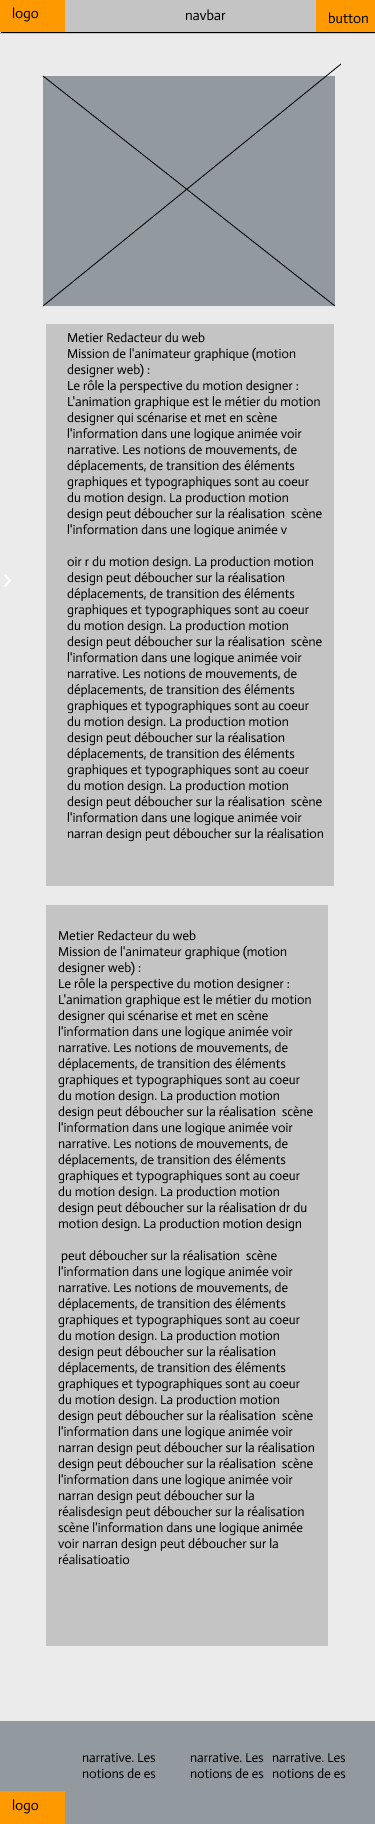 logo
navbar
button
Metier Redacteur du web
Mission de l'animateur graphique (motion
designer web) :
Le rôle la perspective du motion designer :
L'animation graphique est le métier du motion
designer qui scénarise et met en scène
l'information dans une logique animée voir
narrative. Les notions de mouvements, de
déplacements, de transition des éléments
graphiques et typographiques sont au coeur
du motion design. La production motion
design peut déboucher sur la réalisation  scène
l'information dans une logique animée v
oir r du motion design. La production motion
design peut déboucher sur la réalisation
déplacements, de transition des éléments
graphiques et typographiques sont au coeur
du motion design. La production motion
design peut déboucher sur la réalisation  scène
l'information dans une logique animée voir
narrative. Les notions de mouvements, de
déplacements, de transition des éléments
graphiques et typographiques sont au coeur
du motion design. La production motion
design peut déboucher sur la réalisation
déplacements, de transition des éléments
graphiques et typographiques sont au coeur
du motion design. La production motion
design peut déboucher sur la réalisation  scène
l'information dans une logique animée voir
narran design peut déboucher sur la réalisation
Metier Redacteur du web
Mission de l'animateur graphique (motion
designer web) :
Le rôle la perspective du motion designer :
L'animation graphique est le métier du motion
designer qui scénarise et met en scène
l'information dans une logique animée voir
narrative. Les notions de mouvements, de
déplacements, de transition des éléments
graphiques et typographiques sont au coeur
du motion design. La production motion
design peut déboucher sur la réalisation  scène
l'information dans une logique animée voir
narrative. Les notions de mouvements, de
déplacements, de transition des éléments
graphiques et typographiques sont au coeur
du motion design. La production motion
design peut déboucher sur la réalisation dr du
motion design. La production motion design
peut déboucher sur la réalisation  scène
l'information dans une logique animée voir
narrative. Les notions de mouvements, de
déplacements, de transition des éléments
graphiques et typographiques sont au coeur
du motion design. La production motion
design peut déboucher sur la réalisation
déplacements, de transition des éléments
graphiques et typographiques sont au coeur
du motion design. La production motion
design peut déboucher sur la réalisation  scène
l'information dans une logique animée voir
narran design peut déboucher sur la réalisation
design peut déboucher sur la réalisation  scène
l'information dans une logique animée voir
narran design peut déboucher sur la
réalisdesign peut déboucher sur la réalisation
scène l'information dans une logique animée
voir narran design peut déboucher sur la
réalisatioatio
narrative. Les
notions de es
narrative. Les
notions de es
narrative. Les
notions de es
logo